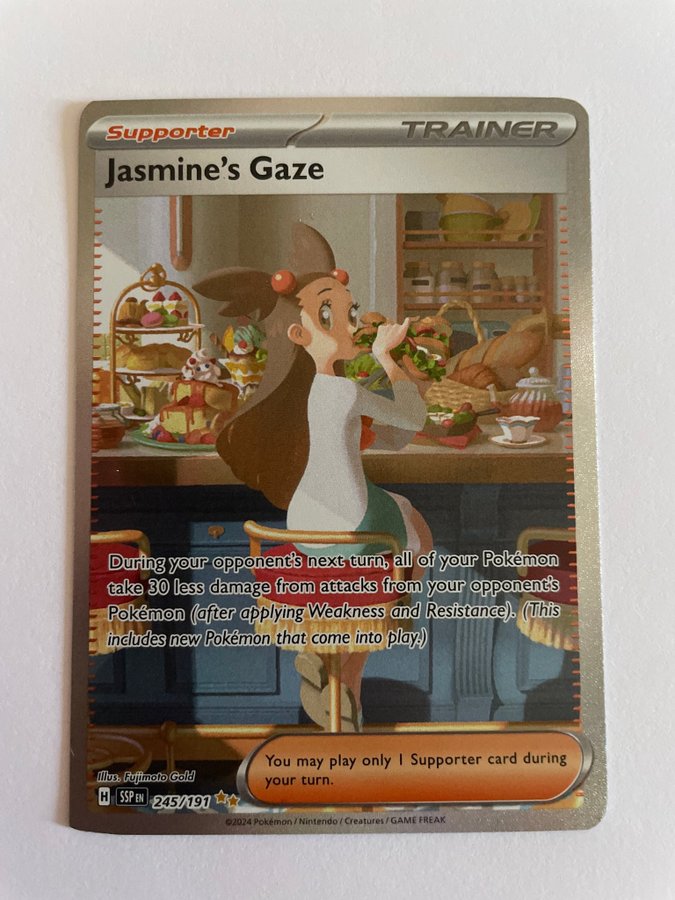 Supporter
TRAINER
Jasmine's Gaze
During your opponent's next turn, all of your Pokémon
take 30 less damage from attacks from your opponent's
Pokémon (after applying Weakness and Resistance). (This
includes new Pokémon that come into play.)
You may play only 1 Supporter card during
your turn.
Illus. Fujimoto Gold
H SSP EN 245/191
©2024 Pokémon / Nintendo / Creatures / GAME FREAK